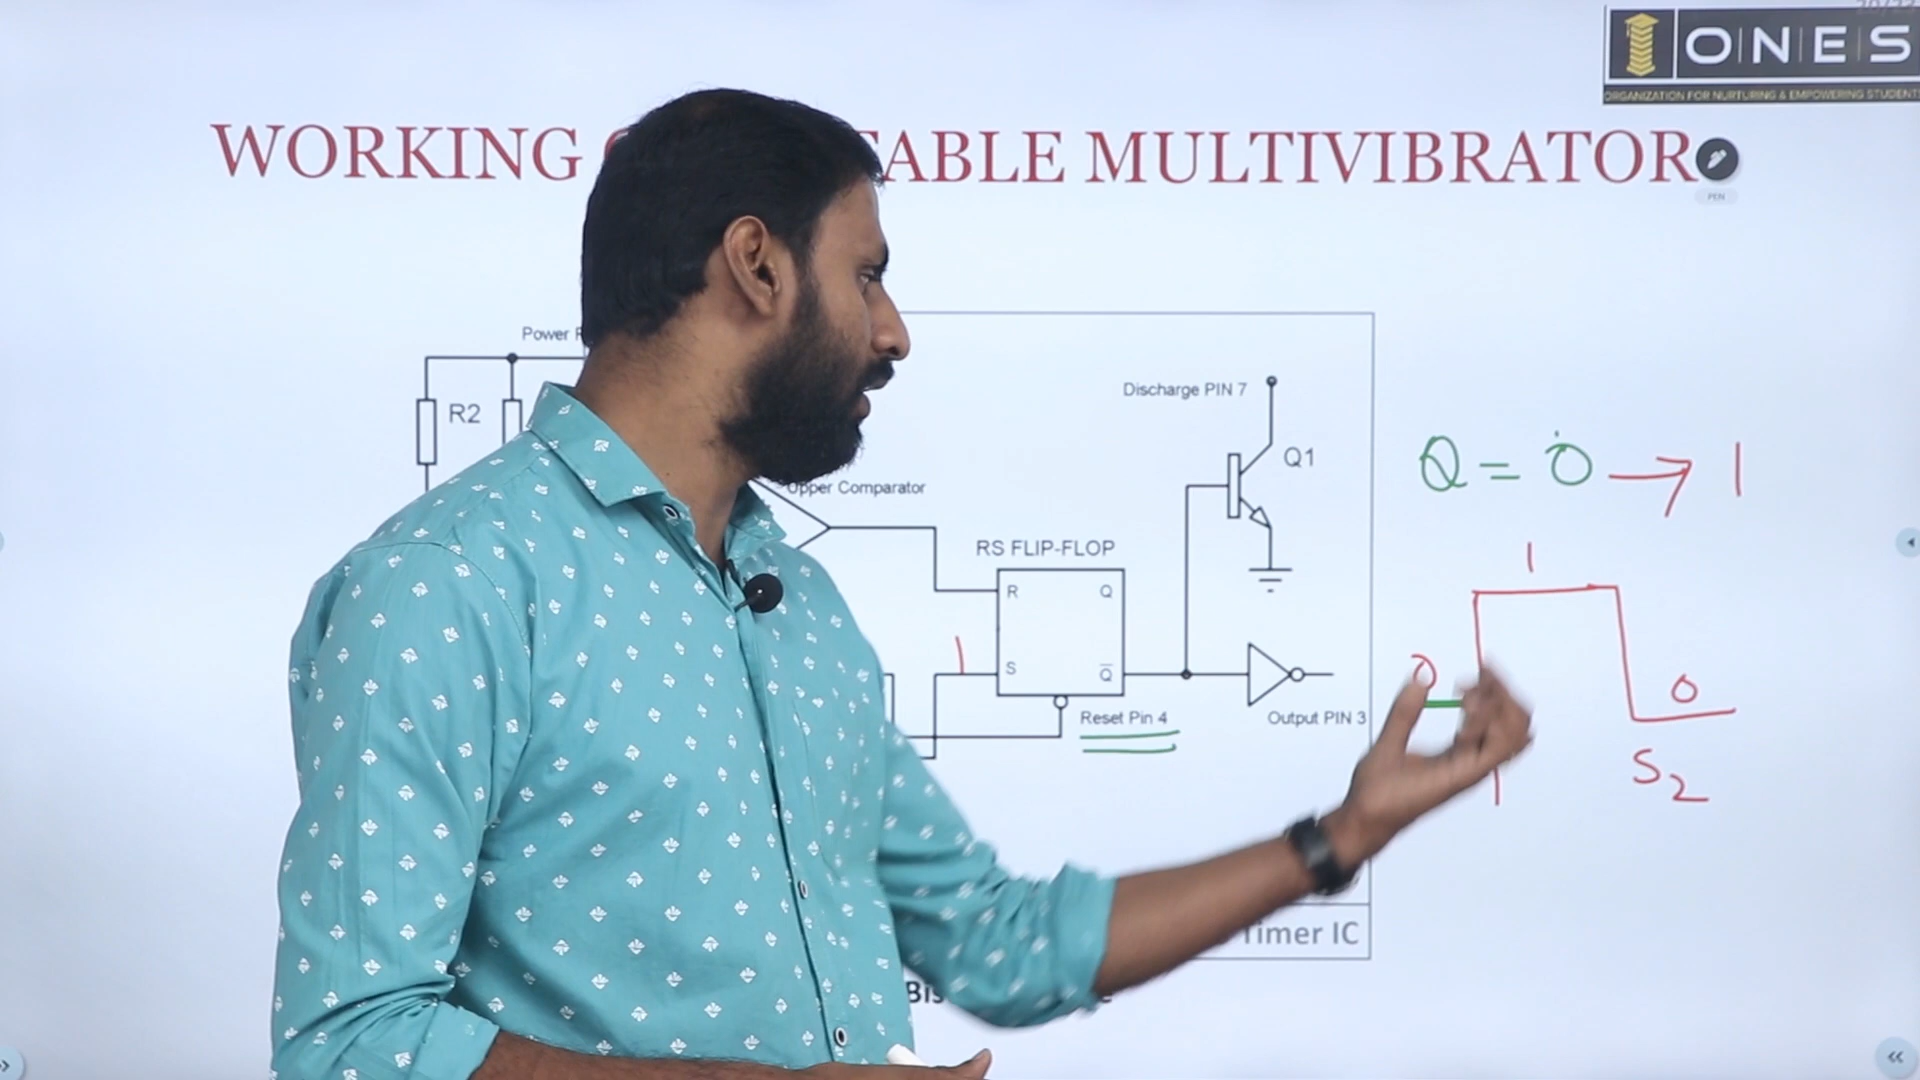 ONES
ORGANIZATION FOR NURTURING & EMPOWERING STUDENTS
WORKING TABLE MULTIVIBRATOR
PEN
Power
R2
Discharge PIN 7
Q1
Q = 0 → 1
Upper Comparator
RS FLIP-FLOP
1
R Q
1
S Q̅
0
0
Reset Pin 4
Output PIN 3
S2
Timer IC
Bis